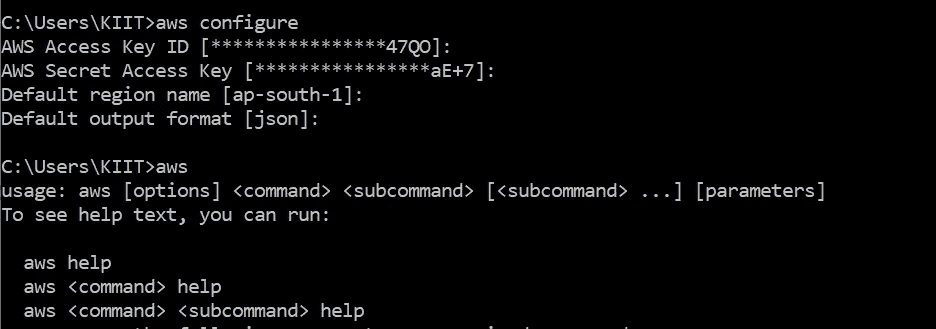 C:\Users\KIIT>aws configure
AWS Access Key ID [****************47QO]:
AWS Secret Access Key [****************aE+7]:
Default region name [ap-south-1]:
Default output format [json]:
C:\Users\KIIT>aws
usage: aws [options] <command> <subcommand> [<subcommand> ...] [parameters]
To see help text, you can run:
aws help
aws <command> help
aws <command> <subcommand> help